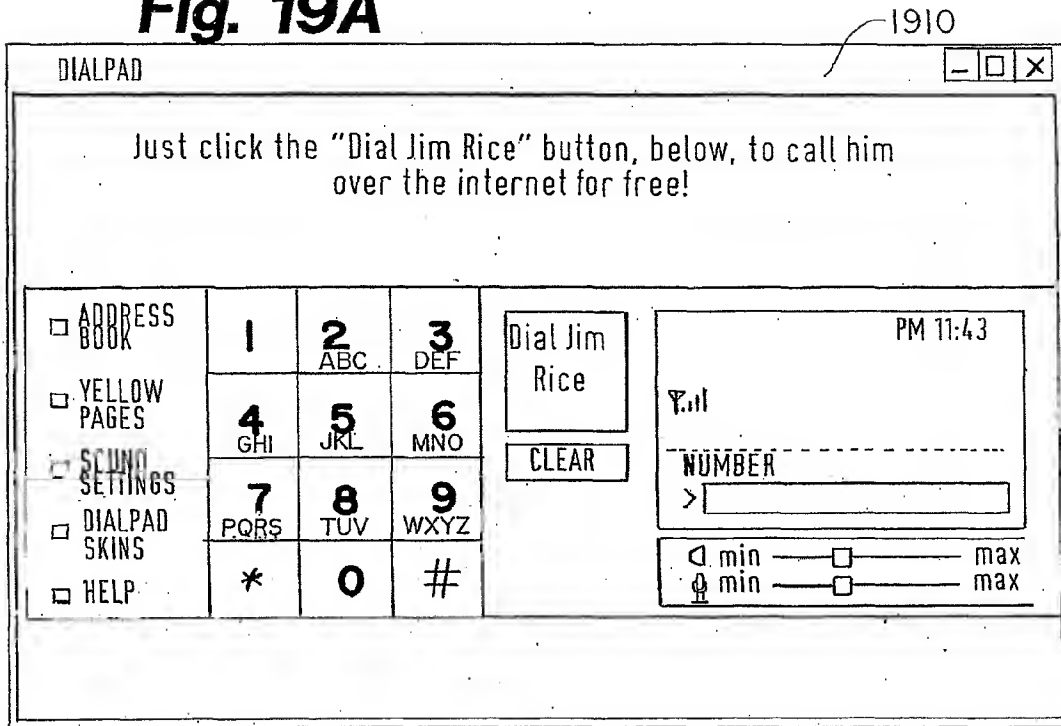 Fig. 19A
1910
DIALPAD
Just click the "Dial Jim Rice" button, below, to call him
over the internet for free!
ADDRESS
BOOK
YELLOW
PAGES
SETTINGS
DIALPAD
SKINS
HELP
1
2
ABC
3
DEF
4
GHI
5
JKL
6
MNO
7
PQRS
8
TUV
9
WXYZ
*
0
#
Dial Jim
Rice
CLEAR
PM 11:43
NUMBER
>
min max
min max